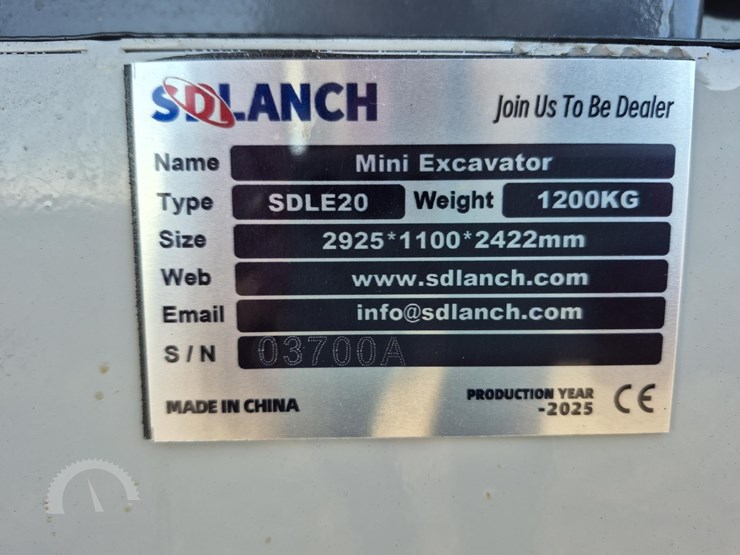 SDLANCH
Join Us To Be Dealer
Name Mini Excavator
Type SDLE20 Weight 1200KG
Size 2925*1100*2422mm
Web www.sdlanch.com
Email info@sdlanch.com
S/N 03700A
MADE IN CHINA
PRODUCTION YEAR
-2025 CE